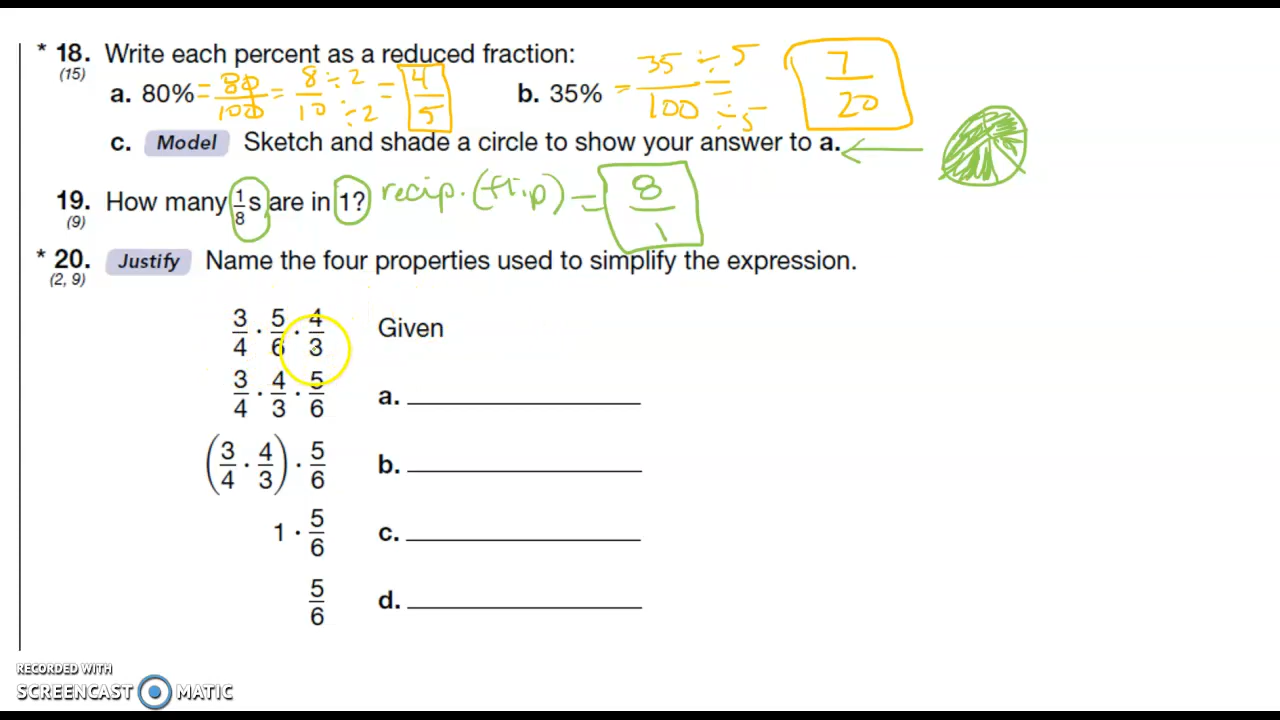 * 18. Write each percent as a reduced fraction:
(15)
a. 80% = 80/100 = 8 ÷ 2/10 ÷ 2 = 4/5 b. 35% = 35 ÷ 5/100 ÷ 5 = 7/20
c. Model Sketch and shade a circle to show your answer to a. ←
19. How many 1/8s are in 1? recip. (flip) = 8/1
(9)
* 20. Justify Name the four properties used to simplify the expression.
(2, 9)
3/4 · 5/6 · 4/3 Given
3/4 · 4/3 · 5/6 a. ____________
(3/4 · 4/3) · 5/6 b. ____________
1 · 5/6 c. ____________
5/6 d. ____________
RECORDED WITH
SCREENCAST MATIC